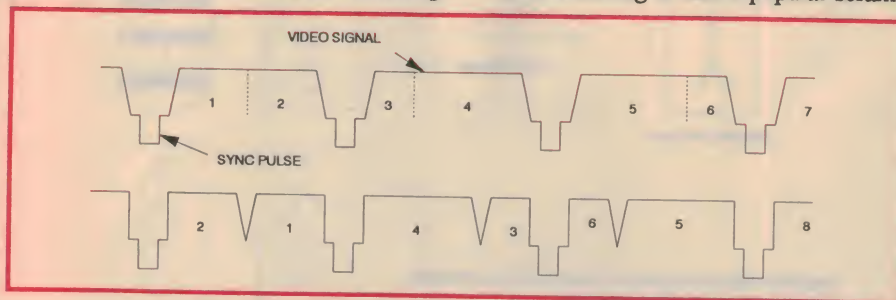 VIDEO SIGNAL
1 2 3 4 5 6 7
SYNC PULSE
2 1 4 3 6 5 8